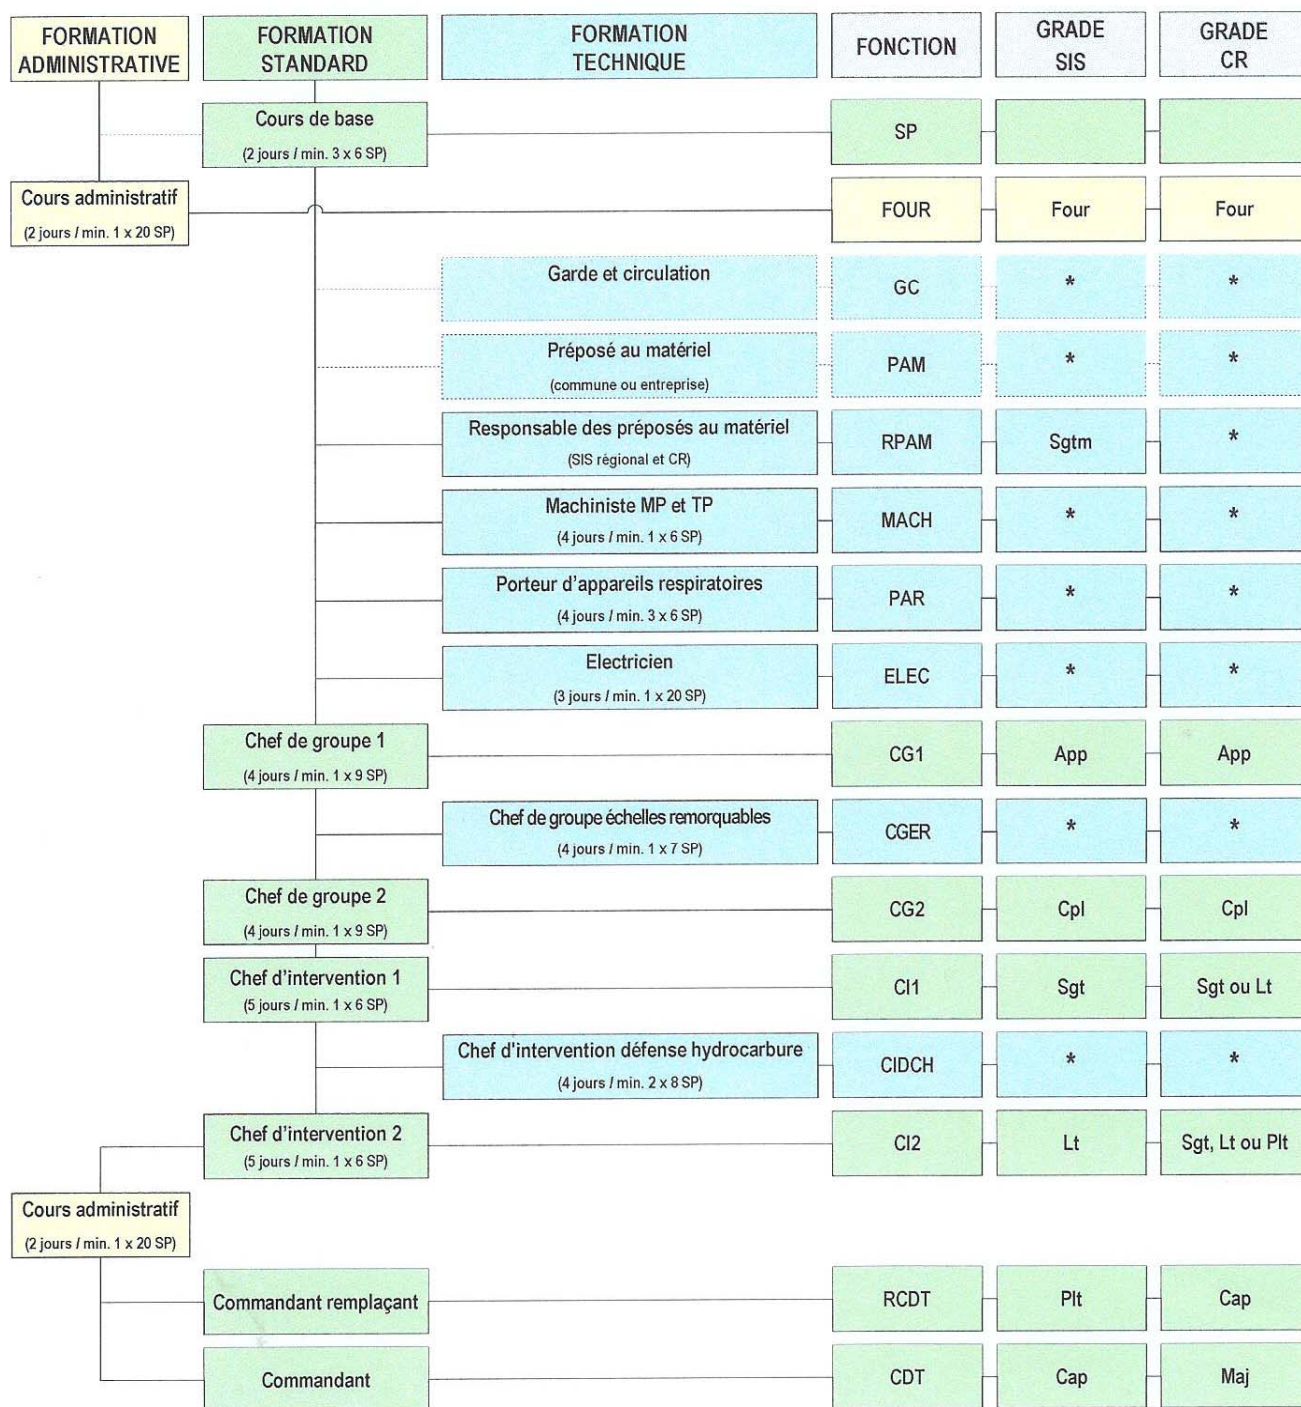 FORMATION
ADMINISTRATIVE
FORMATION
STANDARD
FORMATION
TECHNIQUE
FONCTION
GRADE
SIS
GRADE
CR
Cours de base
(2 jours / min. 3 x 6 SP)
SP
Cours administratif
(2 jours / min. 1 x 20 SP)
FOUR
Four
Four
Garde et circulation
GC
*
*
Préposé au matériel
(commune ou entreprise)
PAM
*
*
Responsable des préposés au matériel
(SIS régional et CR)
RPAM
Sgtm
*
Machiniste MP et TP
(4 jours / min. 1 x 6 SP)
MACH
*
*
Porteur d'appareils respiratoires
(4 jours / min. 3 x 6 SP)
PAR
*
*
Electricien
(3 jours / min. 1 x 20 SP)
ELEC
*
*
Chef de groupe 1
(4 jours / min. 1 x 9 SP)
CG1
App
App
Chef de groupe échelles remorquables
(4 jours / min. 1 x 7 SP)
CGER
*
*
Chef de groupe 2
(4 jours / min. 1 x 9 SP)
CG2
Cpl
Cpl
Chef d'intervention 1
(5 jours / min. 1 x 6 SP)
CI1
Sgt
Sgt ou Lt
Chef d'intervention défense hydrocarbure
(4 jours / min. 2 x 8 SP)
CIDCH
*
*
Chef d'intervention 2
(5 jours / min. 1 x 6 SP)
CI2
Lt
Sgt, Lt ou Plt
Cours administratif
(2 jours / min. 1 x 20 SP)
Commandant remplaçant
RCDT
Plt
Cap
Commandant
CDT
Cap
Maj